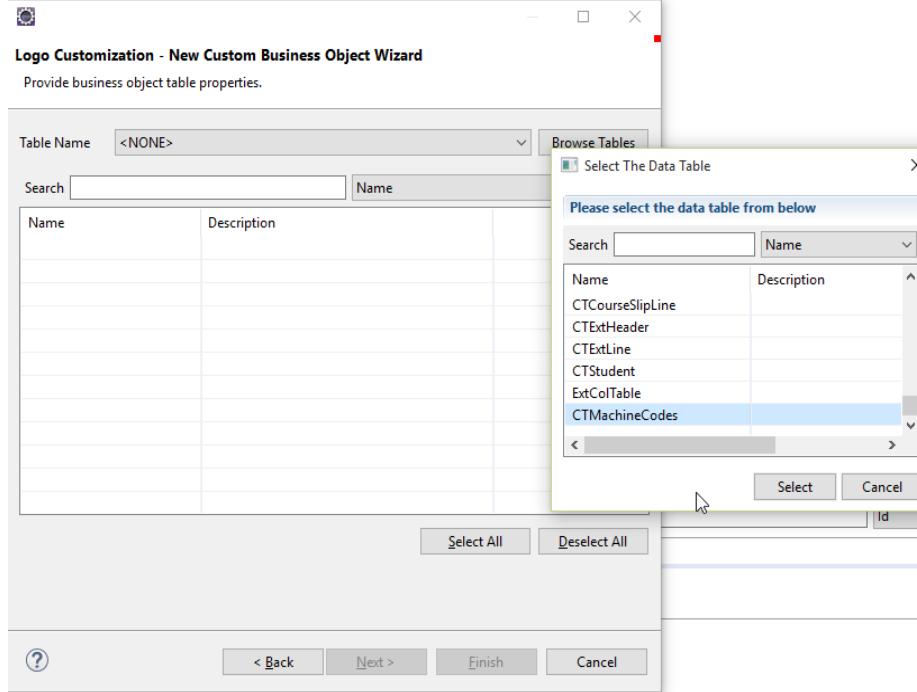 Logo Customization - New Custom Business Object Wizard
Provide business object table properties.
Table Name <NONE> Browse Tables
Search Name
Name Description
Select All Deselect All
< Back Next > Finish Cancel
Select The Data Table
Please select the data table from below
Search Name
Name Description
CTCourseSlipLine
CTExtHeader
CTExtLine
CTStudent
ExtColTable
CTMachineCodes
Select Cancel
Id